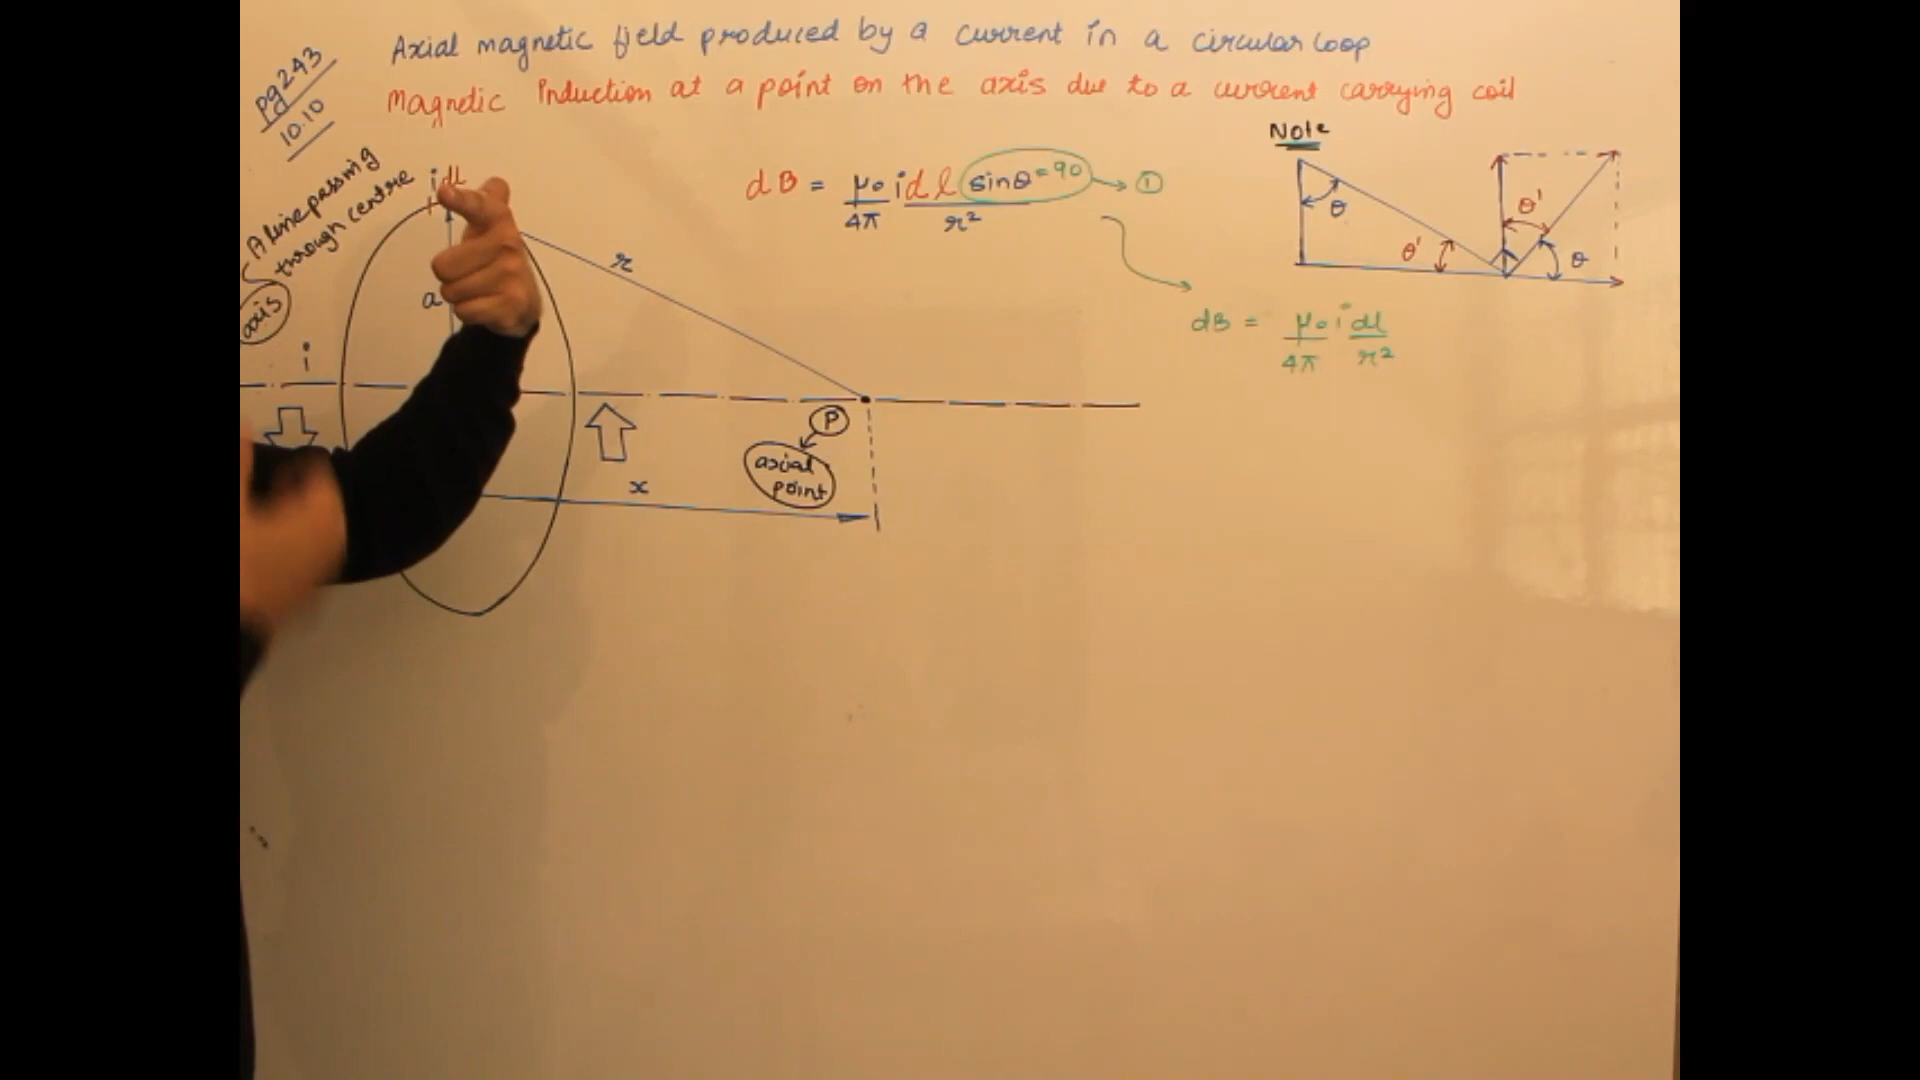 Axial magnetic field produced by a current in a circular loop
Magnetic Induction at a point on the axis due to a current carrying coil
pg243
10.10
A line passing
through centre
axis
idl
a
r
i
x
P
axial
point
dB = μ₀/4π idl sinθ=90/r² → ①
dB = μ₀/4π idl/r²
Note
θ
θ'
θ'
θ